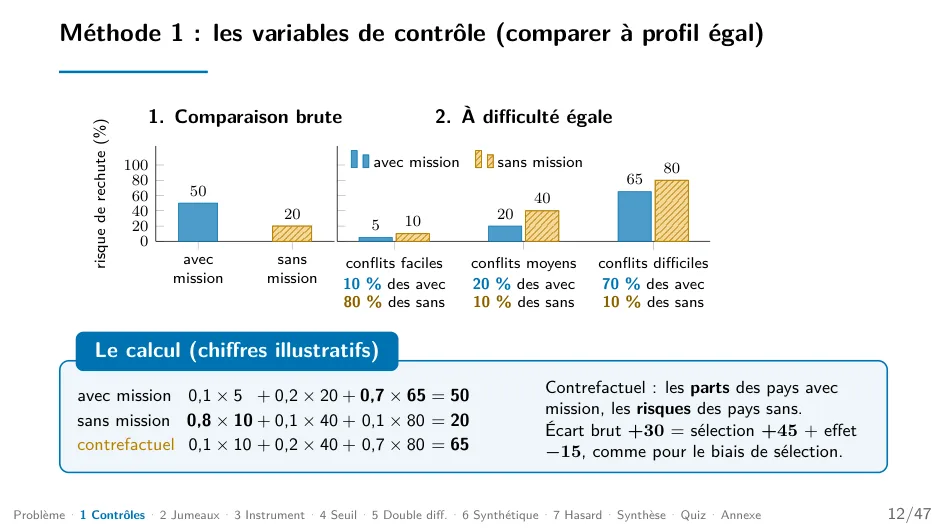 Méthode 1 : les variables de contrôle (comparer à profil égal)
1. Comparaison brute
risque de rechute (%)
100
80
60
40
20
0
50
20
avec
mission
sans
mission
2. À difficulté égale
avec mission
sans mission
5
10
20
40
65
80
conflits faciles
10 % des avec
80 % des sans
conflits moyens
20 % des avec
10 % des sans
conflits difficiles
70 % des avec
10 % des sans
Le calcul (chiffres illustratifs)
avec mission 0,1 × 5 + 0,2 × 20 + 0,7 × 65 = 50
sans mission 0,8 × 10 + 0,1 × 40 + 0,1 × 80 = 20
contrefactuel 0,1 × 10 + 0,2 × 40 + 0,7 × 80 = 65
Contrefactuel : les parts des pays avec
mission, les risques des pays sans.
Écart brut +30 = sélection +45 + effet
−15, comme pour le biais de sélection.
Problème · 1 Contrôles · 2 Jumeaux · 3 Instrument · 4 Seuil · 5 Double diff. · 6 Synthétique · 7 Hasard · Synthèse · Quiz · Annexe
12/47